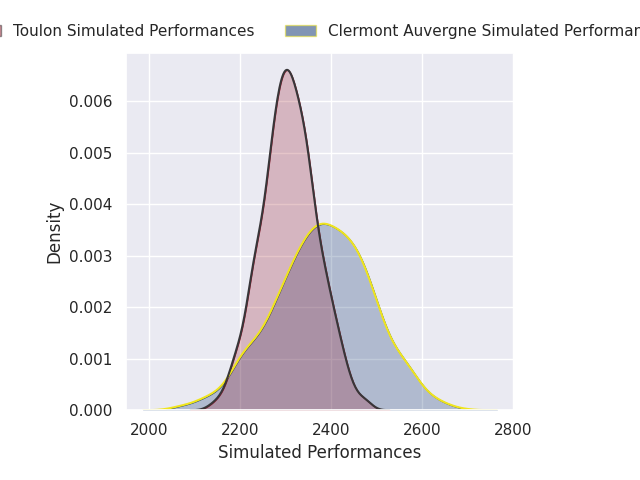 Toulon Simulated Performances
Clermont Auvergne Simulated Performar
0.006
0.005
0.004
0.003
0.002
0.001
0.000
Density
2000 2200 2400 2600 2800
Simulated Performances